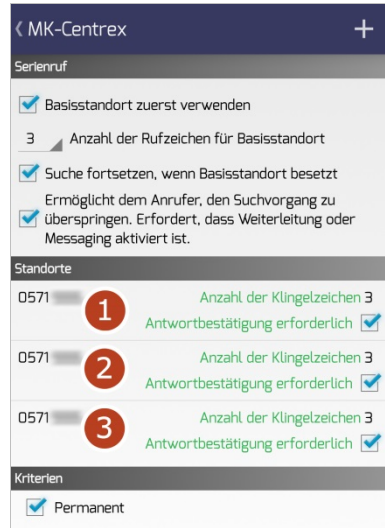 MK-Centrex
Serienruf
Basisstandort zuerst verwenden
3 Anzahl der Rufzeichen für Basisstandort
Suche fortsetzen, wenn Basisstandort besetzt
Ermöglicht dem Anrufer, den Suchvorgang zu
überspringen. Erfordert, dass Weiterleitung oder
Messaging aktiviert ist.
Standorte
0571 1 Anzahl der Klingelzeichen 3
Antwortbestätigung erforderlich
0571 2 Anzahl der Klingelzeichen 3
Antwortbestätigung erforderlich
0571 3 Anzahl der Klingelzeichen 3
Antwortbestätigung erforderlich
Kriterien
Permanent